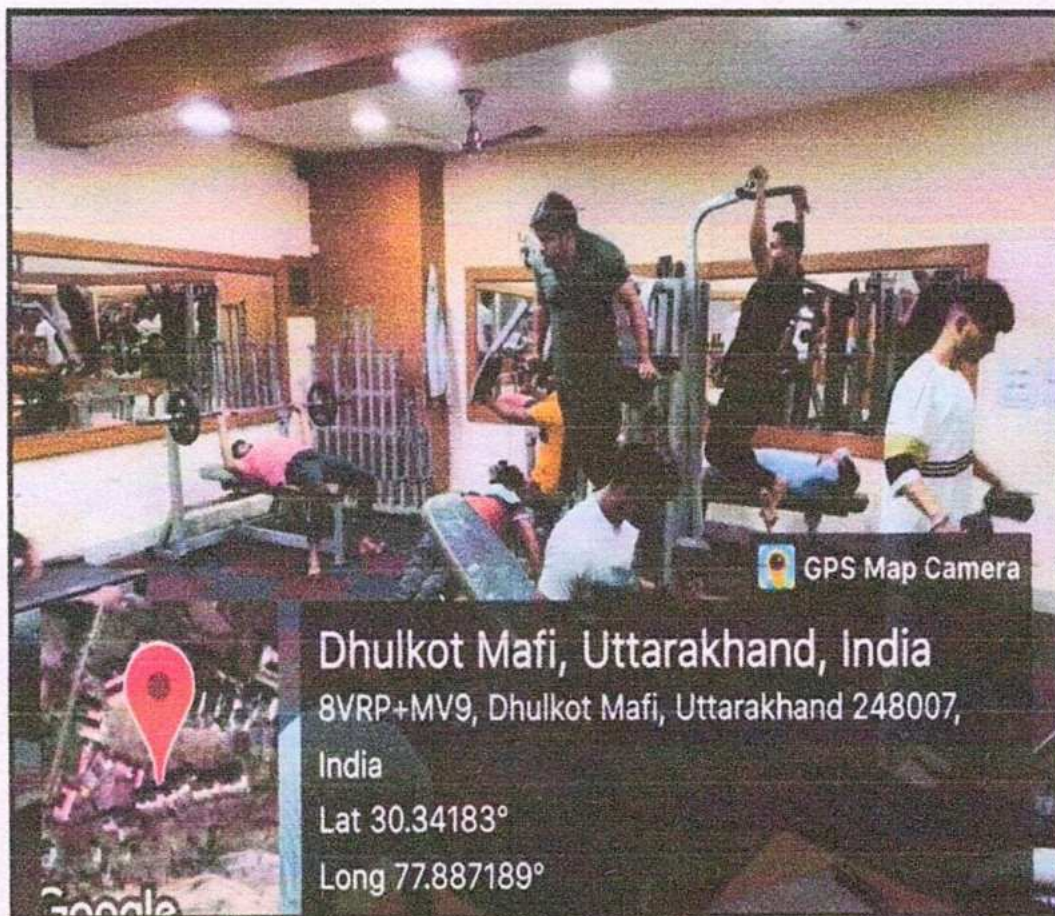 GPS Map Camera
Dhulkot Mafi, Uttarakhand, India
8VRP+MV9, Dhulkot Mafi, Uttarakhand 248007,
India
Lat 30.34183°
Long 77.887189°
Google